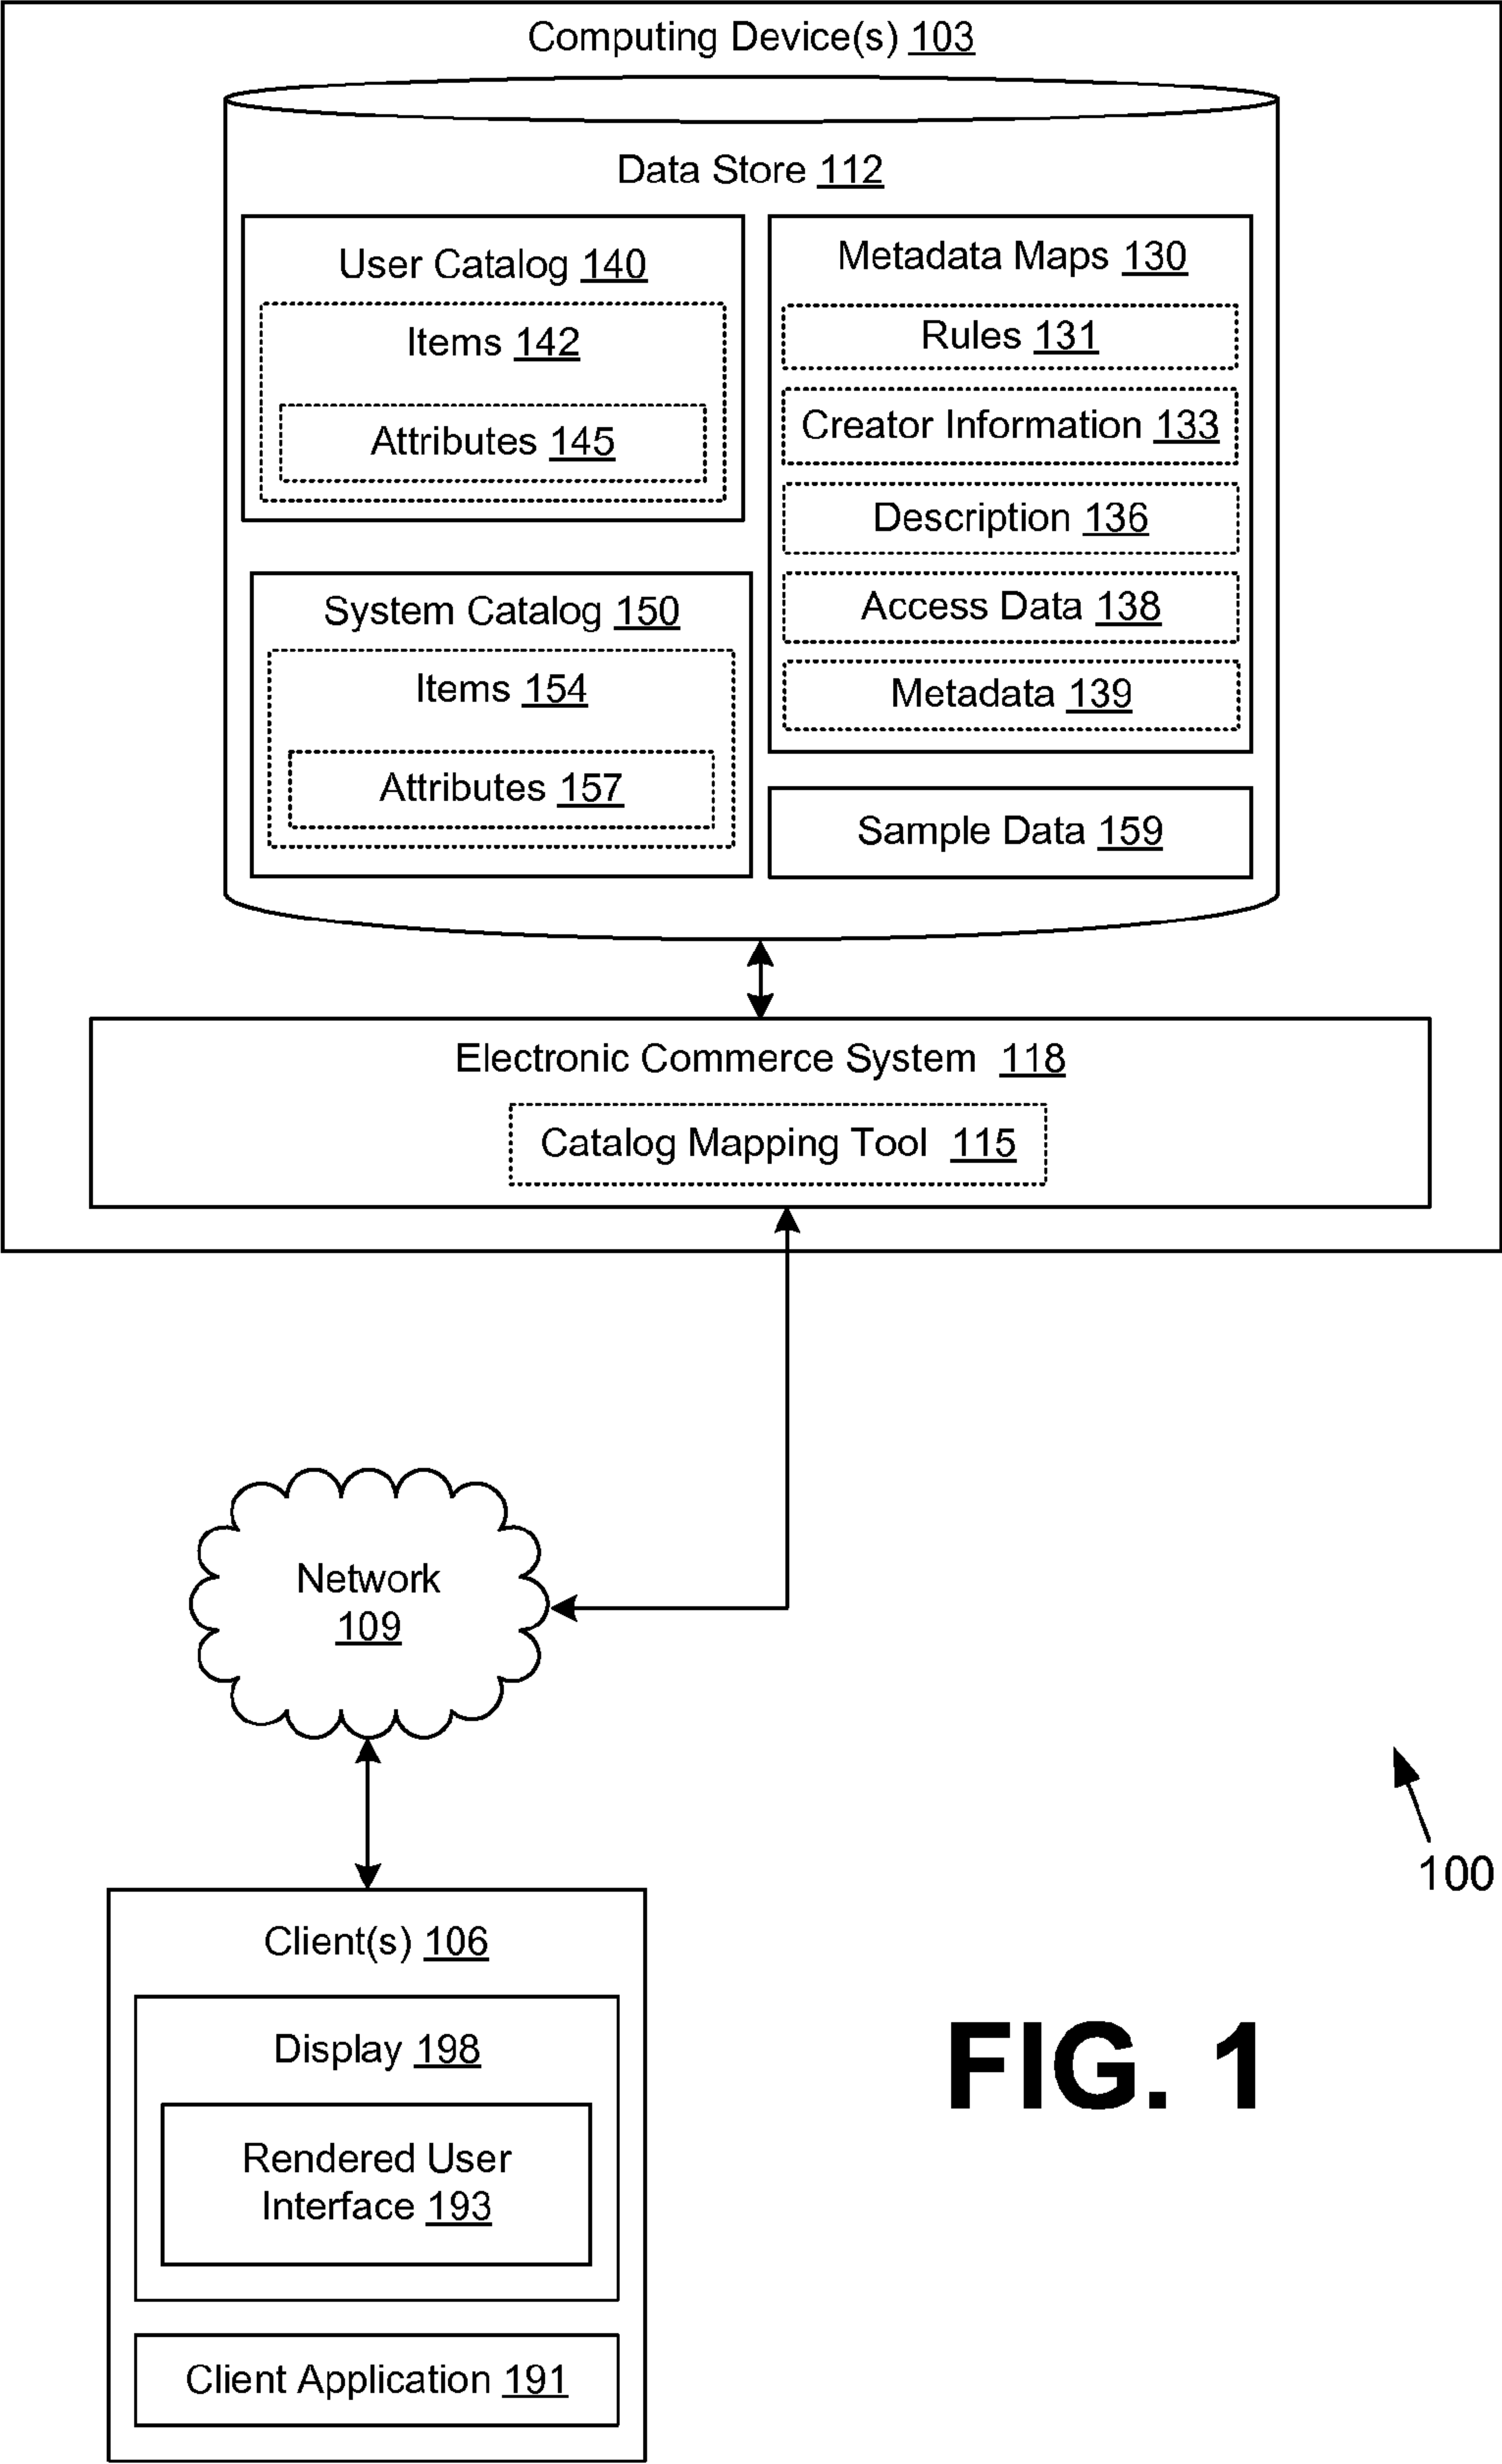 Computing Device(s) 103
Data Store 112
User Catalog 140
Items 142
Attributes 145
System Catalog 150
Items 154
Attributes 157
Metadata Maps 130
Rules 131
Creator Information 133
Description 136
Access Data 138
Metadata 139
Sample Data 159
Electronic Commerce System 118
Catalog Mapping Tool 115
Network
109
100
Client(s) 106
Display 198
Rendered User
Interface 193
Client Application 191
FIG. 1